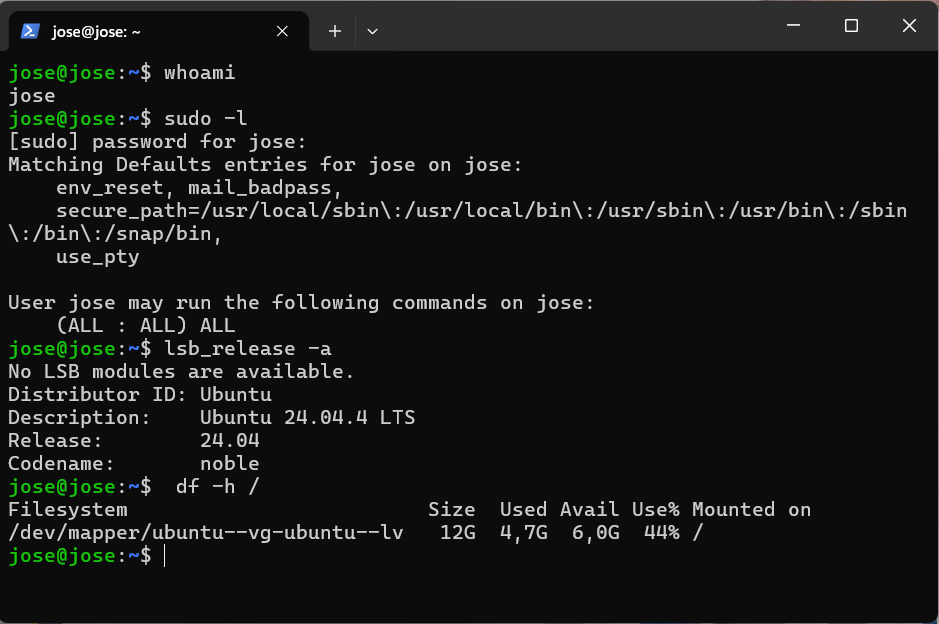 jose@jose: ~
jose@jose:~$ whoami
jose
jose@jose:~$ sudo -l
[sudo] password for jose:
Matching Defaults entries for jose on jose:
    env_reset, mail_badpass,
    secure_path=/usr/local/sbin\:/usr/local/bin\:/usr/sbin\:/usr/bin\:/sbin
\:/bin\:/snap/bin,
    use_pty

User jose may run the following commands on jose:
    (ALL : ALL) ALL
jose@jose:~$ lsb_release -a
No LSB modules are available.
Distributor ID: Ubuntu
Description:    Ubuntu 24.04.4 LTS
Release:        24.04
Codename:       noble
jose@jose:~$  df -h /
Filesystem                         Size  Used Avail Use% Mounted on
/dev/mapper/ubuntu--vg-ubuntu--lv   12G  4,7G  6,0G  44% /
jose@jose:~$